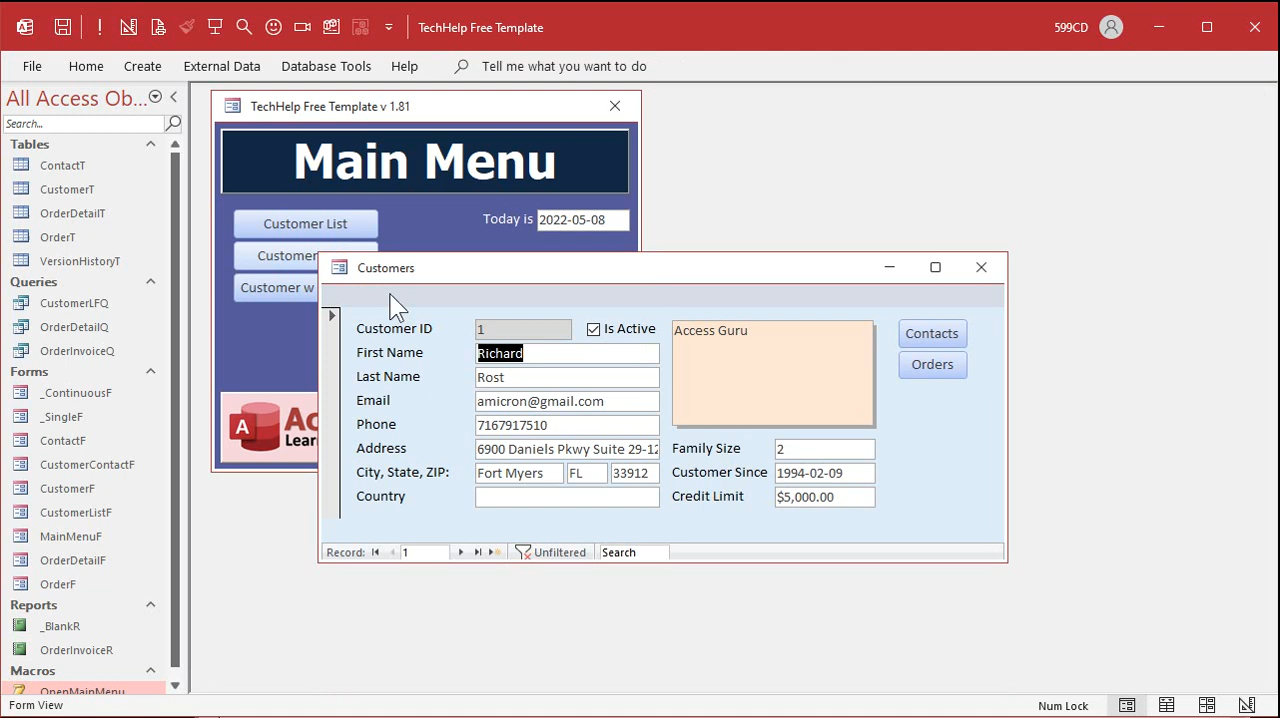 TechHelp Free Template
599CD
File Home Create External Data Database Tools Help Tell me what you want to do
All Access Ob...
Search...
Tables
ContactT
CustomerT
OrderDetailT
OrderT
VersionHistoryT
Queries
CustomerLFQ
OrderDetailQ
OrderInvoiceQ
Forms
_ContinuousF
_SingleF
ContactF
CustomerContactF
CustomerF
CustomerListF
MainMenuF
OrderDetailF
OrderF
Reports
_BlankR
OrderInvoiceR
Macros
OpenMainMenu
TechHelp Free Template v 1.81
Main Menu
Customer List
Today is 2022-05-08
Customer
Customer w
A
Ac
Learn
Customers
Customer ID 1 Is Active
First Name Richard
Last Name Rost
Email amicron@gmail.com
Phone 7167917510
Address 6900 Daniels Pkwy Suite 29-12
City, State, ZIP: Fort Myers FL 33912
Country
Access Guru
Family Size 2
Customer Since 1994-02-09
Credit Limit $5,000.00
Contacts
Orders
Record: 1 Unfiltered Search
Form View
Num Lock